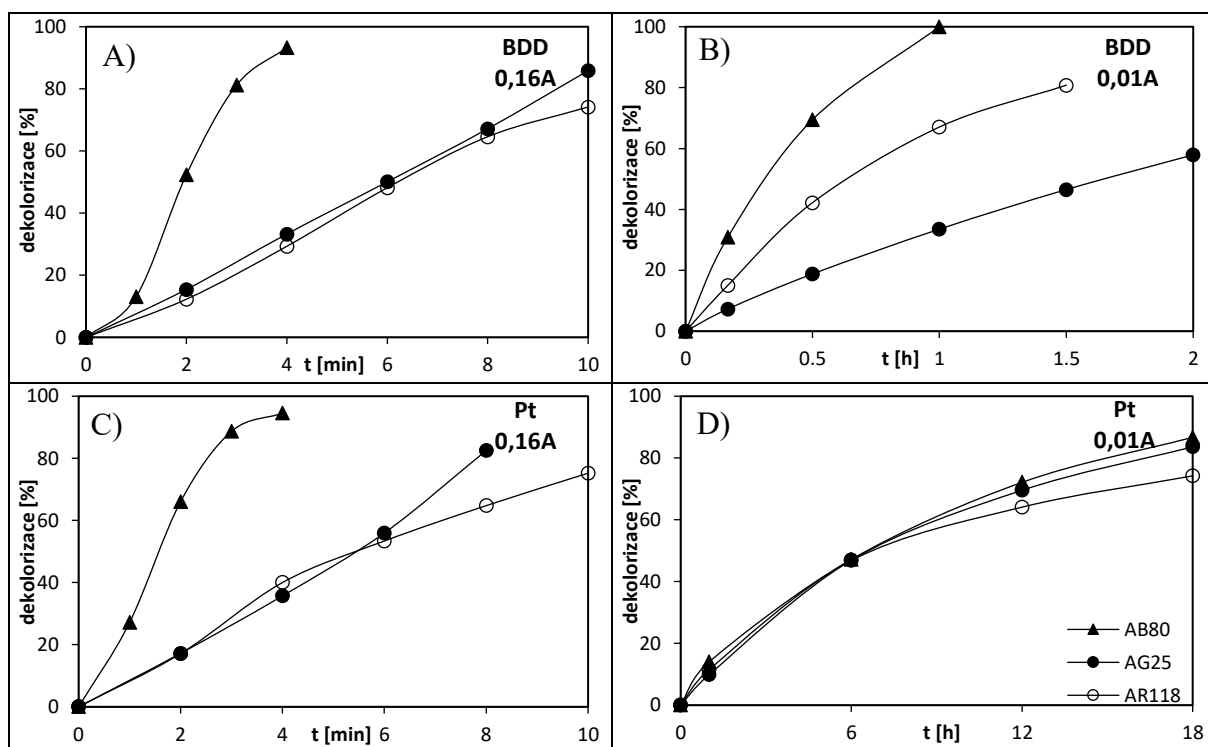 A)
BDD
0,16A
dekolorizace [%]
100
80
60
40
20
0
0 2 4 6 8 10
t [min]
B)
BDD
0,01A
dekolorizace [%]
100
80
60
40
20
0
0 0.5 1 1.5 2
t [h]
C)
Pt
0,16A
dekolorizace [%]
100
80
60
40
20
0
0 2 4 6 8 10
t [min]
D)
Pt
0,01A
dekolorizace [%]
100
80
60
40
20
0
0 6 12 18
t [h]
AB80
AG25
AR118